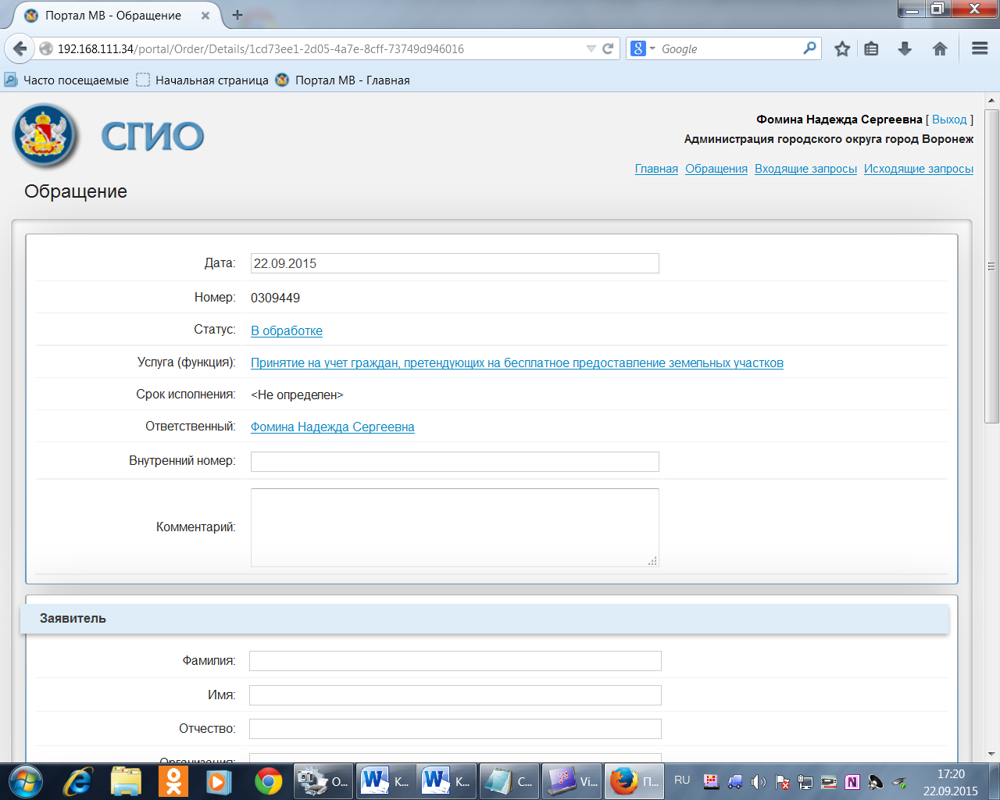 Портал МВ - Обращение
192.168.111.34/portal/Order/Details/1cd73ee1-2d05-4a7e-8cff-73749d946016
Google
Часто посещаемые
Начальная страница
Портал МВ - Главная
СГИО
Фомина Надежда Сергеевна [ Выход ]
Администрация городского округа город Воронеж
Главная Обращения Входящие запросы Исходящие запросы
Обращение
Дата: 22.09.2015
Номер: 0309449
Статус: В обработке
Услуга (функция): Принятие на учет граждан, претендующих на бесплатное предоставление земельных участков
Срок исполнения: <Не определен>
Ответственный: Фомина Надежда Сергеевна
Внутренний номер:
Комментарий:
Заявитель
Фамилия:
Имя:
Отчество:
Организация:
О... К... К... С... Vi... П... RU 17:20
22.09.2015